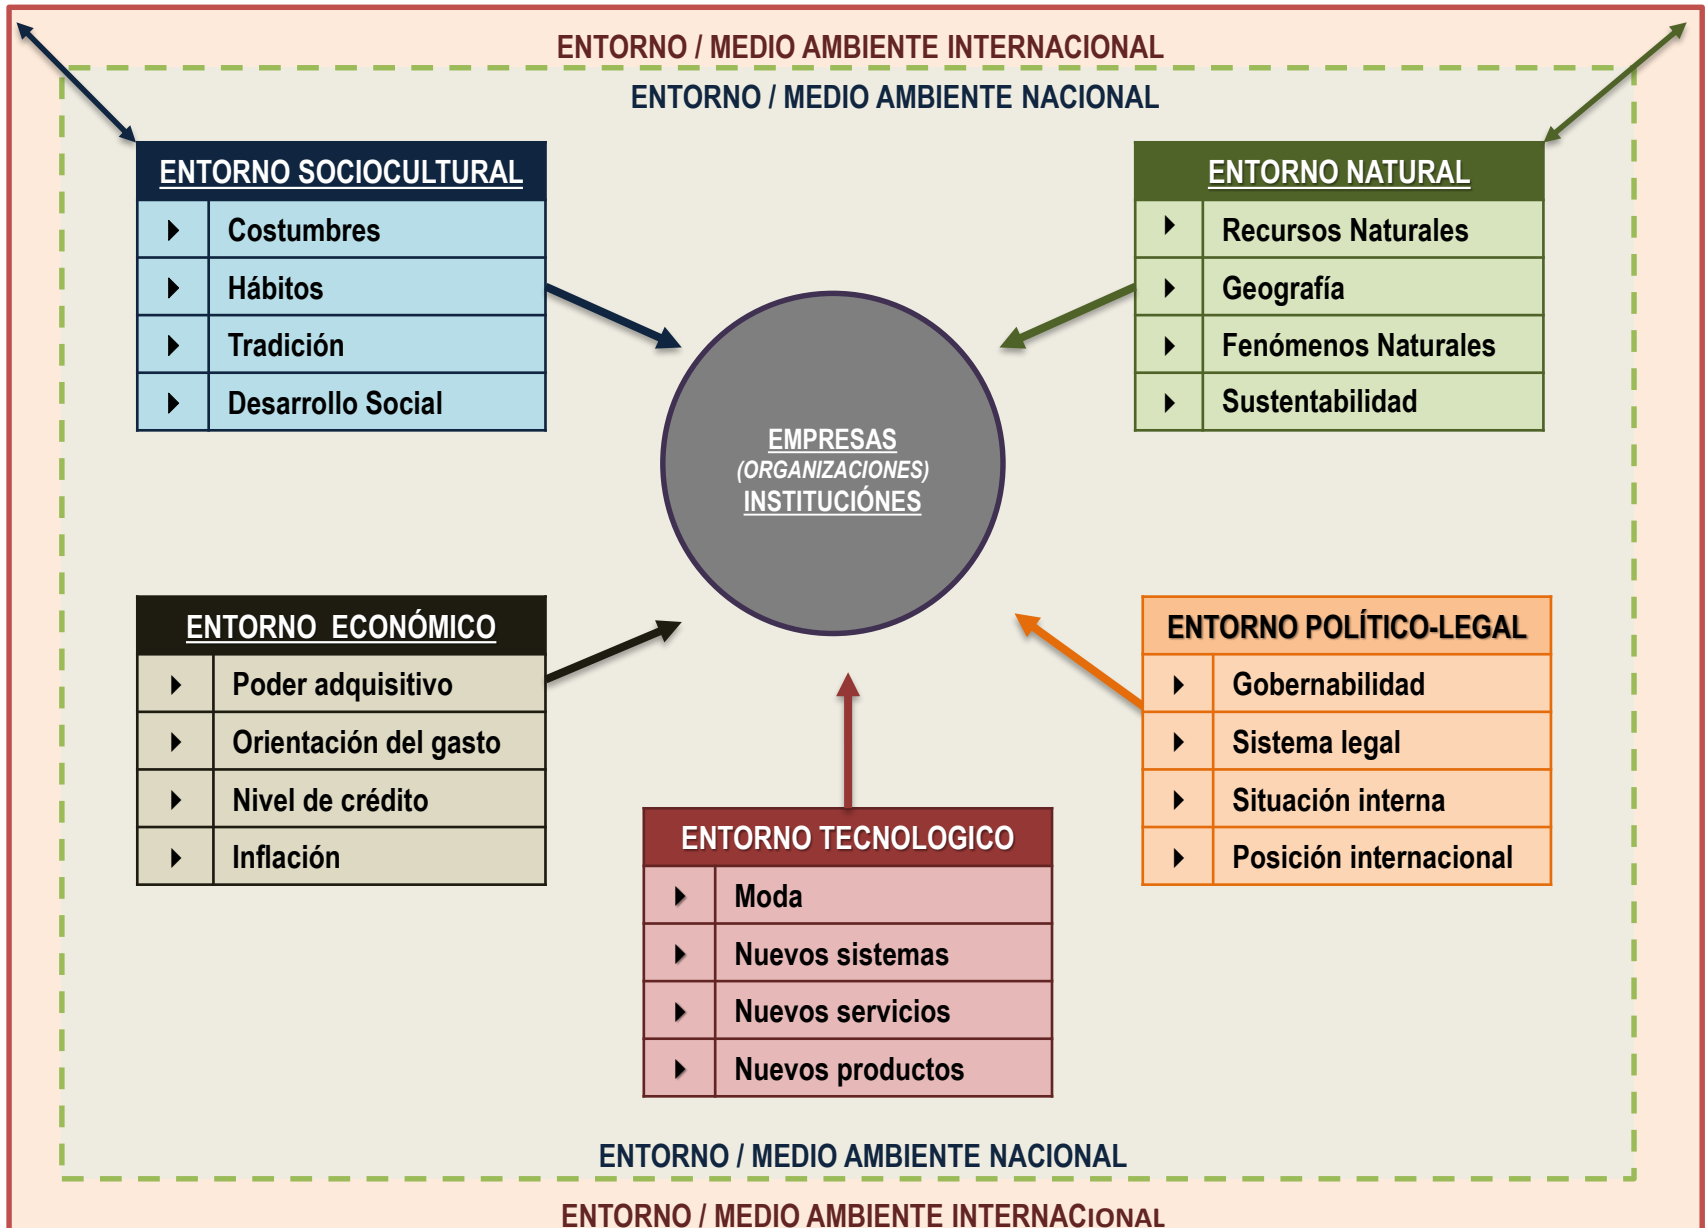 ENTORNO / MEDIO AMBIENTE INTERNACIONAL
ENTORNO / MEDIO AMBIENTE NACIONAL
ENTORNO SOCIOCULTURAL
Costumbres
Hábitos
Tradición
Desarrollo Social
ENTORNO NATURAL
Recursos Naturales
Geografía
Fenómenos Naturales
Sustentabilidad
EMPRESAS
(ORGANIZACIONES)
INSTITUCIÓNES
ENTORNO ECONÓMICO
Poder adquisitivo
Orientación del gasto
Nivel de crédito
Inflación
ENTORNO POLÍTICO-LEGAL
Gobernabilidad
Sistema legal
Situación interna
Posición internacional
ENTORNO TECNOLOGICO
Moda
Nuevos sistemas
Nuevos servicios
Nuevos productos
ENTORNO / MEDIO AMBIENTE NACIONAL
ENTORNO / MEDIO AMBIENTE INTERNACIONAL